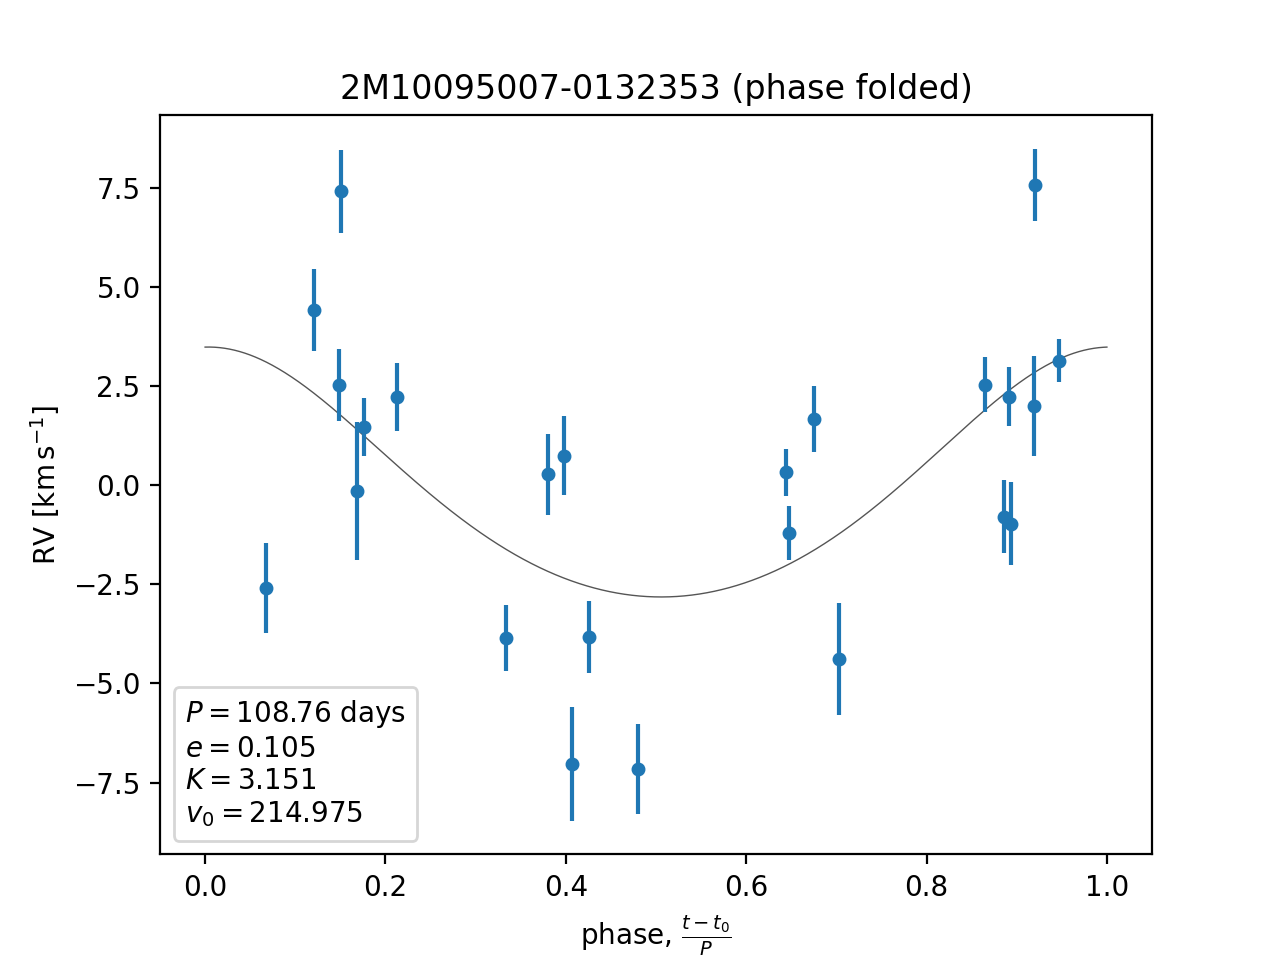 2M10095007-0132353 (phase folded)
7.5
5.0
2.5
0.0
−2.5
−5.0
−7.5
RV [km s⁻¹]
P = 108.76 days
e = 0.105
K = 3.151
v₀ = 214.975
0.0 0.2 0.4 0.6 0.8 1.0
phase, (t − t₀)/P